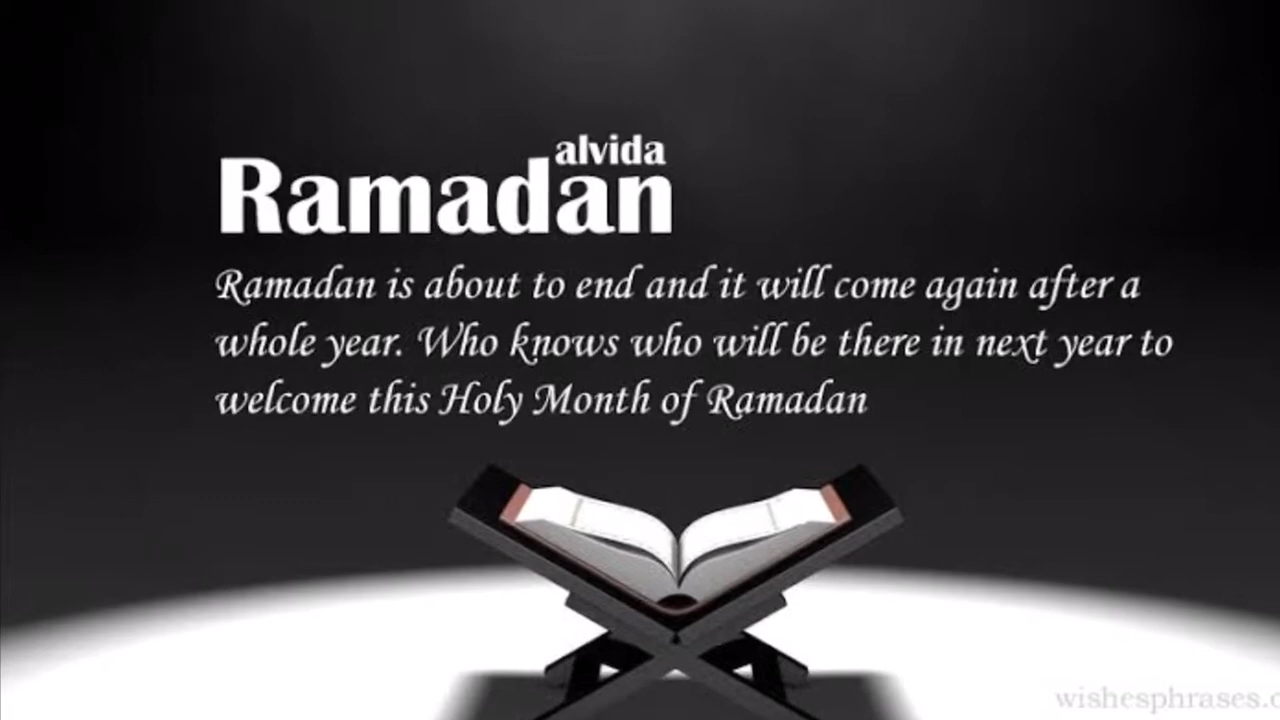 alvida
Ramadan
Ramadan is about to end and it will come again after a
whole year. Who knows who will be there in next year to
welcome this Holy Month of Ramadan
wishesphrases.c